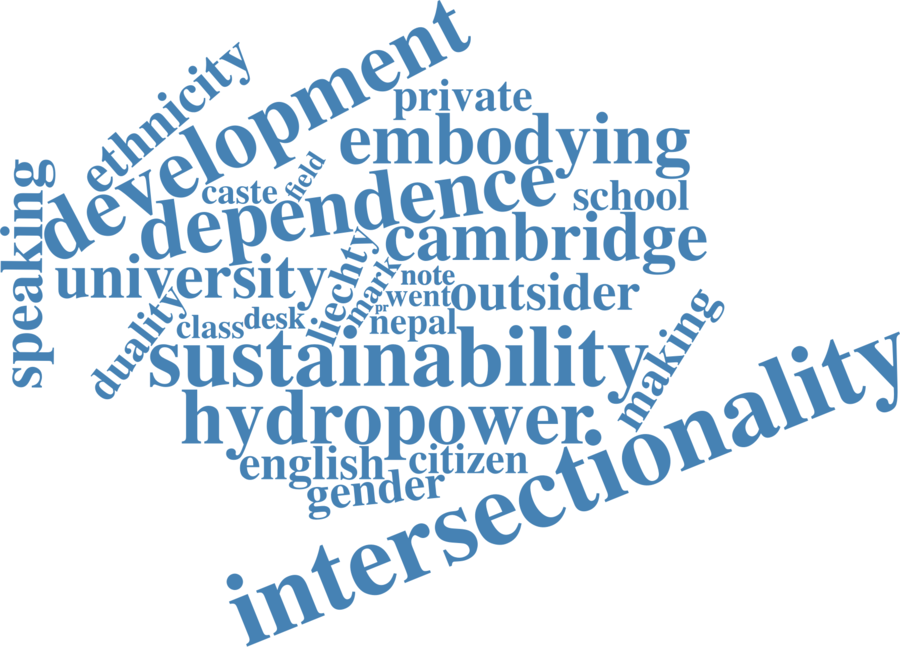 development
ethnicity
private
embodying
speaking
caste
field
dependence
school
cambridge
university
liechty
mark
note
went
outsider
pr
nepal
duality
class
desk
sustainability
making
hydropower
intersectionality
english
citizen
gender